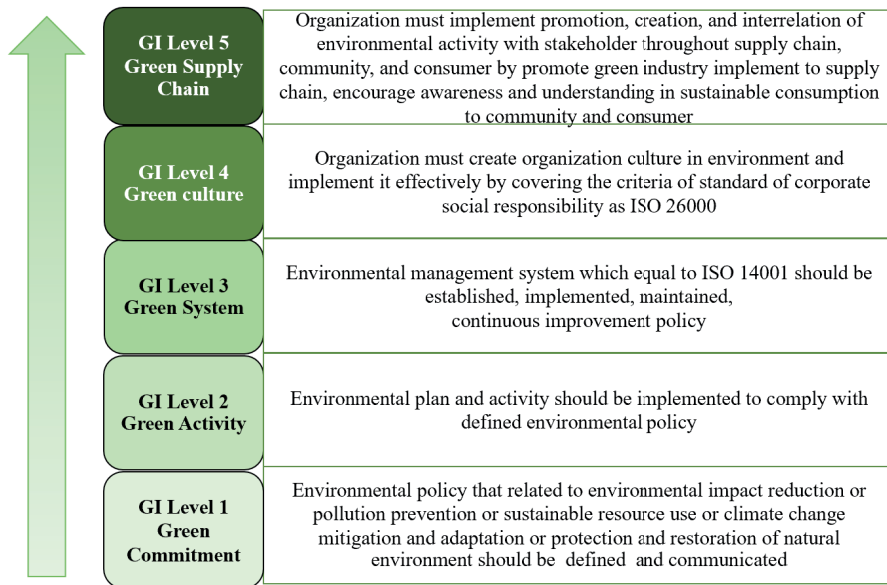 GI Level 5
Green Supply
Chain
Organization must implement promotion, creation, and interrelation of
environmental activity with stakeholder throughout supply chain,
community, and consumer by promote green industry implement to supply
chain, encourage awareness and understanding in sustainable consumption
to community and consumer
GI Level 4
Green culture
Organization must create organization culture in environment and
implement it effectively by covering the criteria of standard of corporate
social responsibility as ISO 26000
GI Level 3
Green System
Environmental management system which equal to ISO 14001 should be
established, implemented, maintained,
continuous improvement policy
GI Level 2
Green Activity
Environmental plan and activity should be implemented to comply with
defined environmental policy
GI Level 1
Green
Commitment
Environmental policy that related to environmental impact reduction or
pollution prevention or sustainable resource use or climate change
mitigation and adaptation or protection and restoration of natural
environment should be defined and communicated